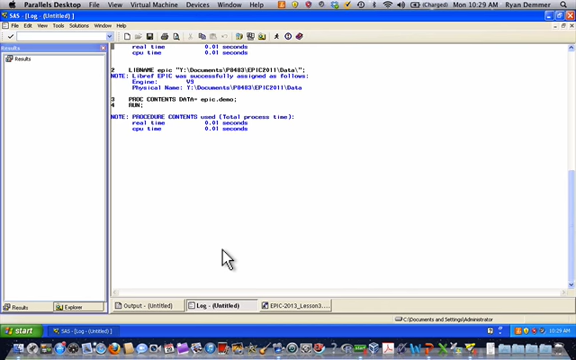 Parallels Desktop File Edit View Virtual Machine Devices Window Help (Charged) Mon 10:29 AM Ryan Demmer
SAS - [Log - (Untitled)]
File Edit View Tools Solutions Window Help
Results
Results
real time 0.01 seconds
cpu time 0.01 seconds
2 LIBNAME epic "Y:\Documents\P8483\EPIC2011\Data\";
NOTE: Libref EPIC was successfully assigned as follows:
Engine: V9
Physical Name: Y:\Documents\P8483\EPIC2011\Data
3 PROC CONTENTS DATA= epic.demo;
4 RUN;
NOTE: PROCEDURE CONTENTS used (Total process time):
real time 0.01 seconds
cpu time 0.01 seconds
Results Explorer
Output - (Untitled) Log - (Untitled) EPIC-2013_Lesson3...
C:\Documents and Settings\Administrator
start SAS - [Log - (Untitled)] 10:29 AM